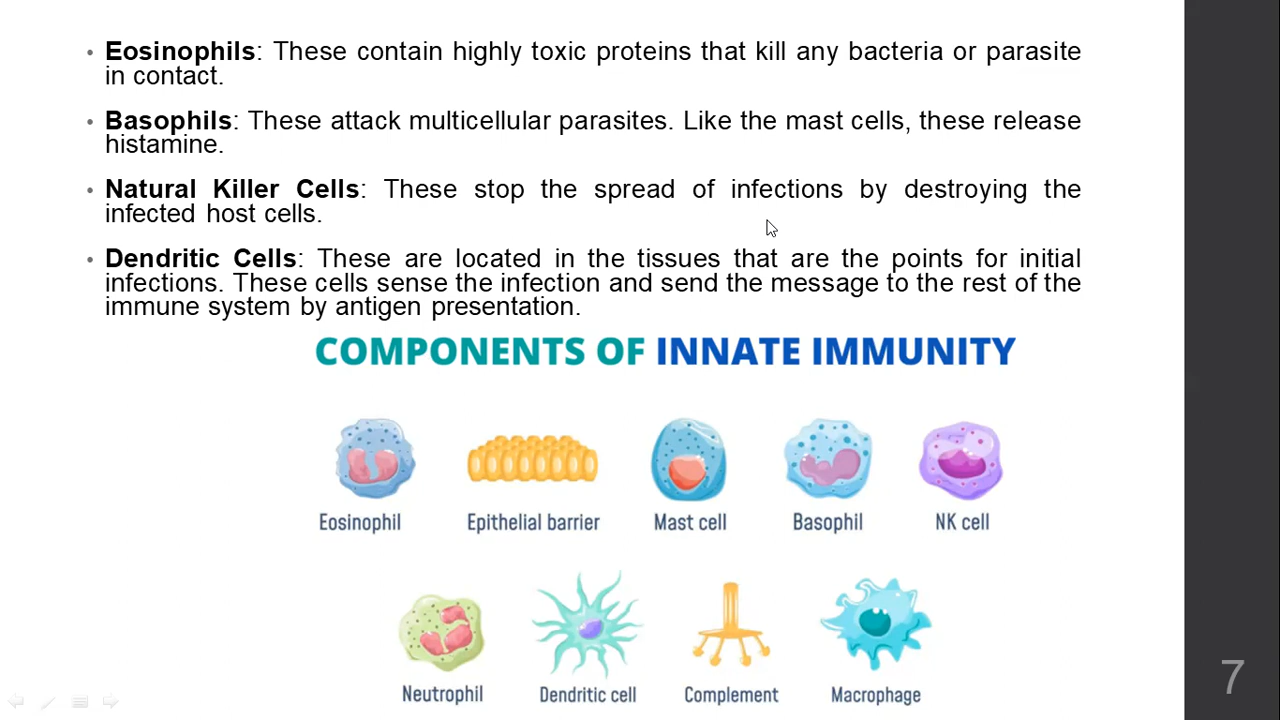 • Eosinophils: These contain highly toxic proteins that kill any bacteria or parasite
in contact.
• Basophils: These attack multicellular parasites. Like the mast cells, these release
histamine.
• Natural Killer Cells: These stop the spread of infections by destroying the
infected host cells.
• Dendritic Cells: These are located in the tissues that are the points for initial
infections. These cells sense the infection and send the message to the rest of the
immune system by antigen presentation.
COMPONENTS OF INNATE IMMUNITY
Eosinophil Epithelial barrier Mast cell Basophil NK cell
Neutrophil Dendritic cell Complement Macrophage
7